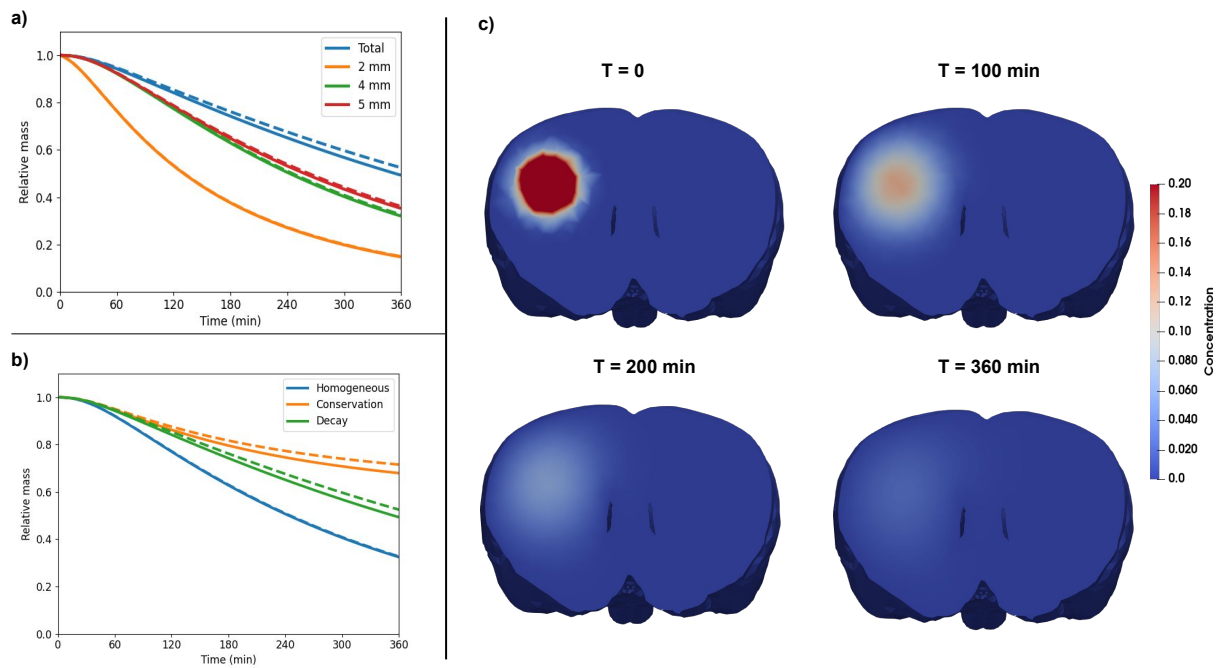 a)
Relative mass
1.0
0.8
0.6
0.4
0.2
0.0
0 60 120 180 240 300 360
Time (min)
Total
2 mm
4 mm
5 mm
b)
Relative mass
1.0
0.8
0.6
0.4
0.2
0.0
0 60 120 180 240 300 360
Time (min)
Homogeneous
Conservation
Decay
c)
T = 0
T = 100 min
T = 200 min
T = 360 min
0.20
0.18
0.16
0.14
0.12
0.10
0.080
0.060
0.040
0.020
0.0
Concentration